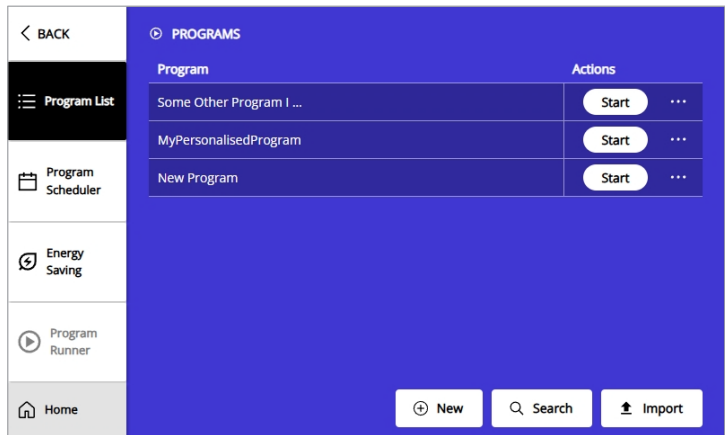 BACK
PROGRAMS
Program Actions
Program List
Some Other Program I ... Start ...
MyPersonalisedProgram Start ...
New Program Start ...
Program
Scheduler
Energy
Saving
Program
Runner
Home
New Search Import